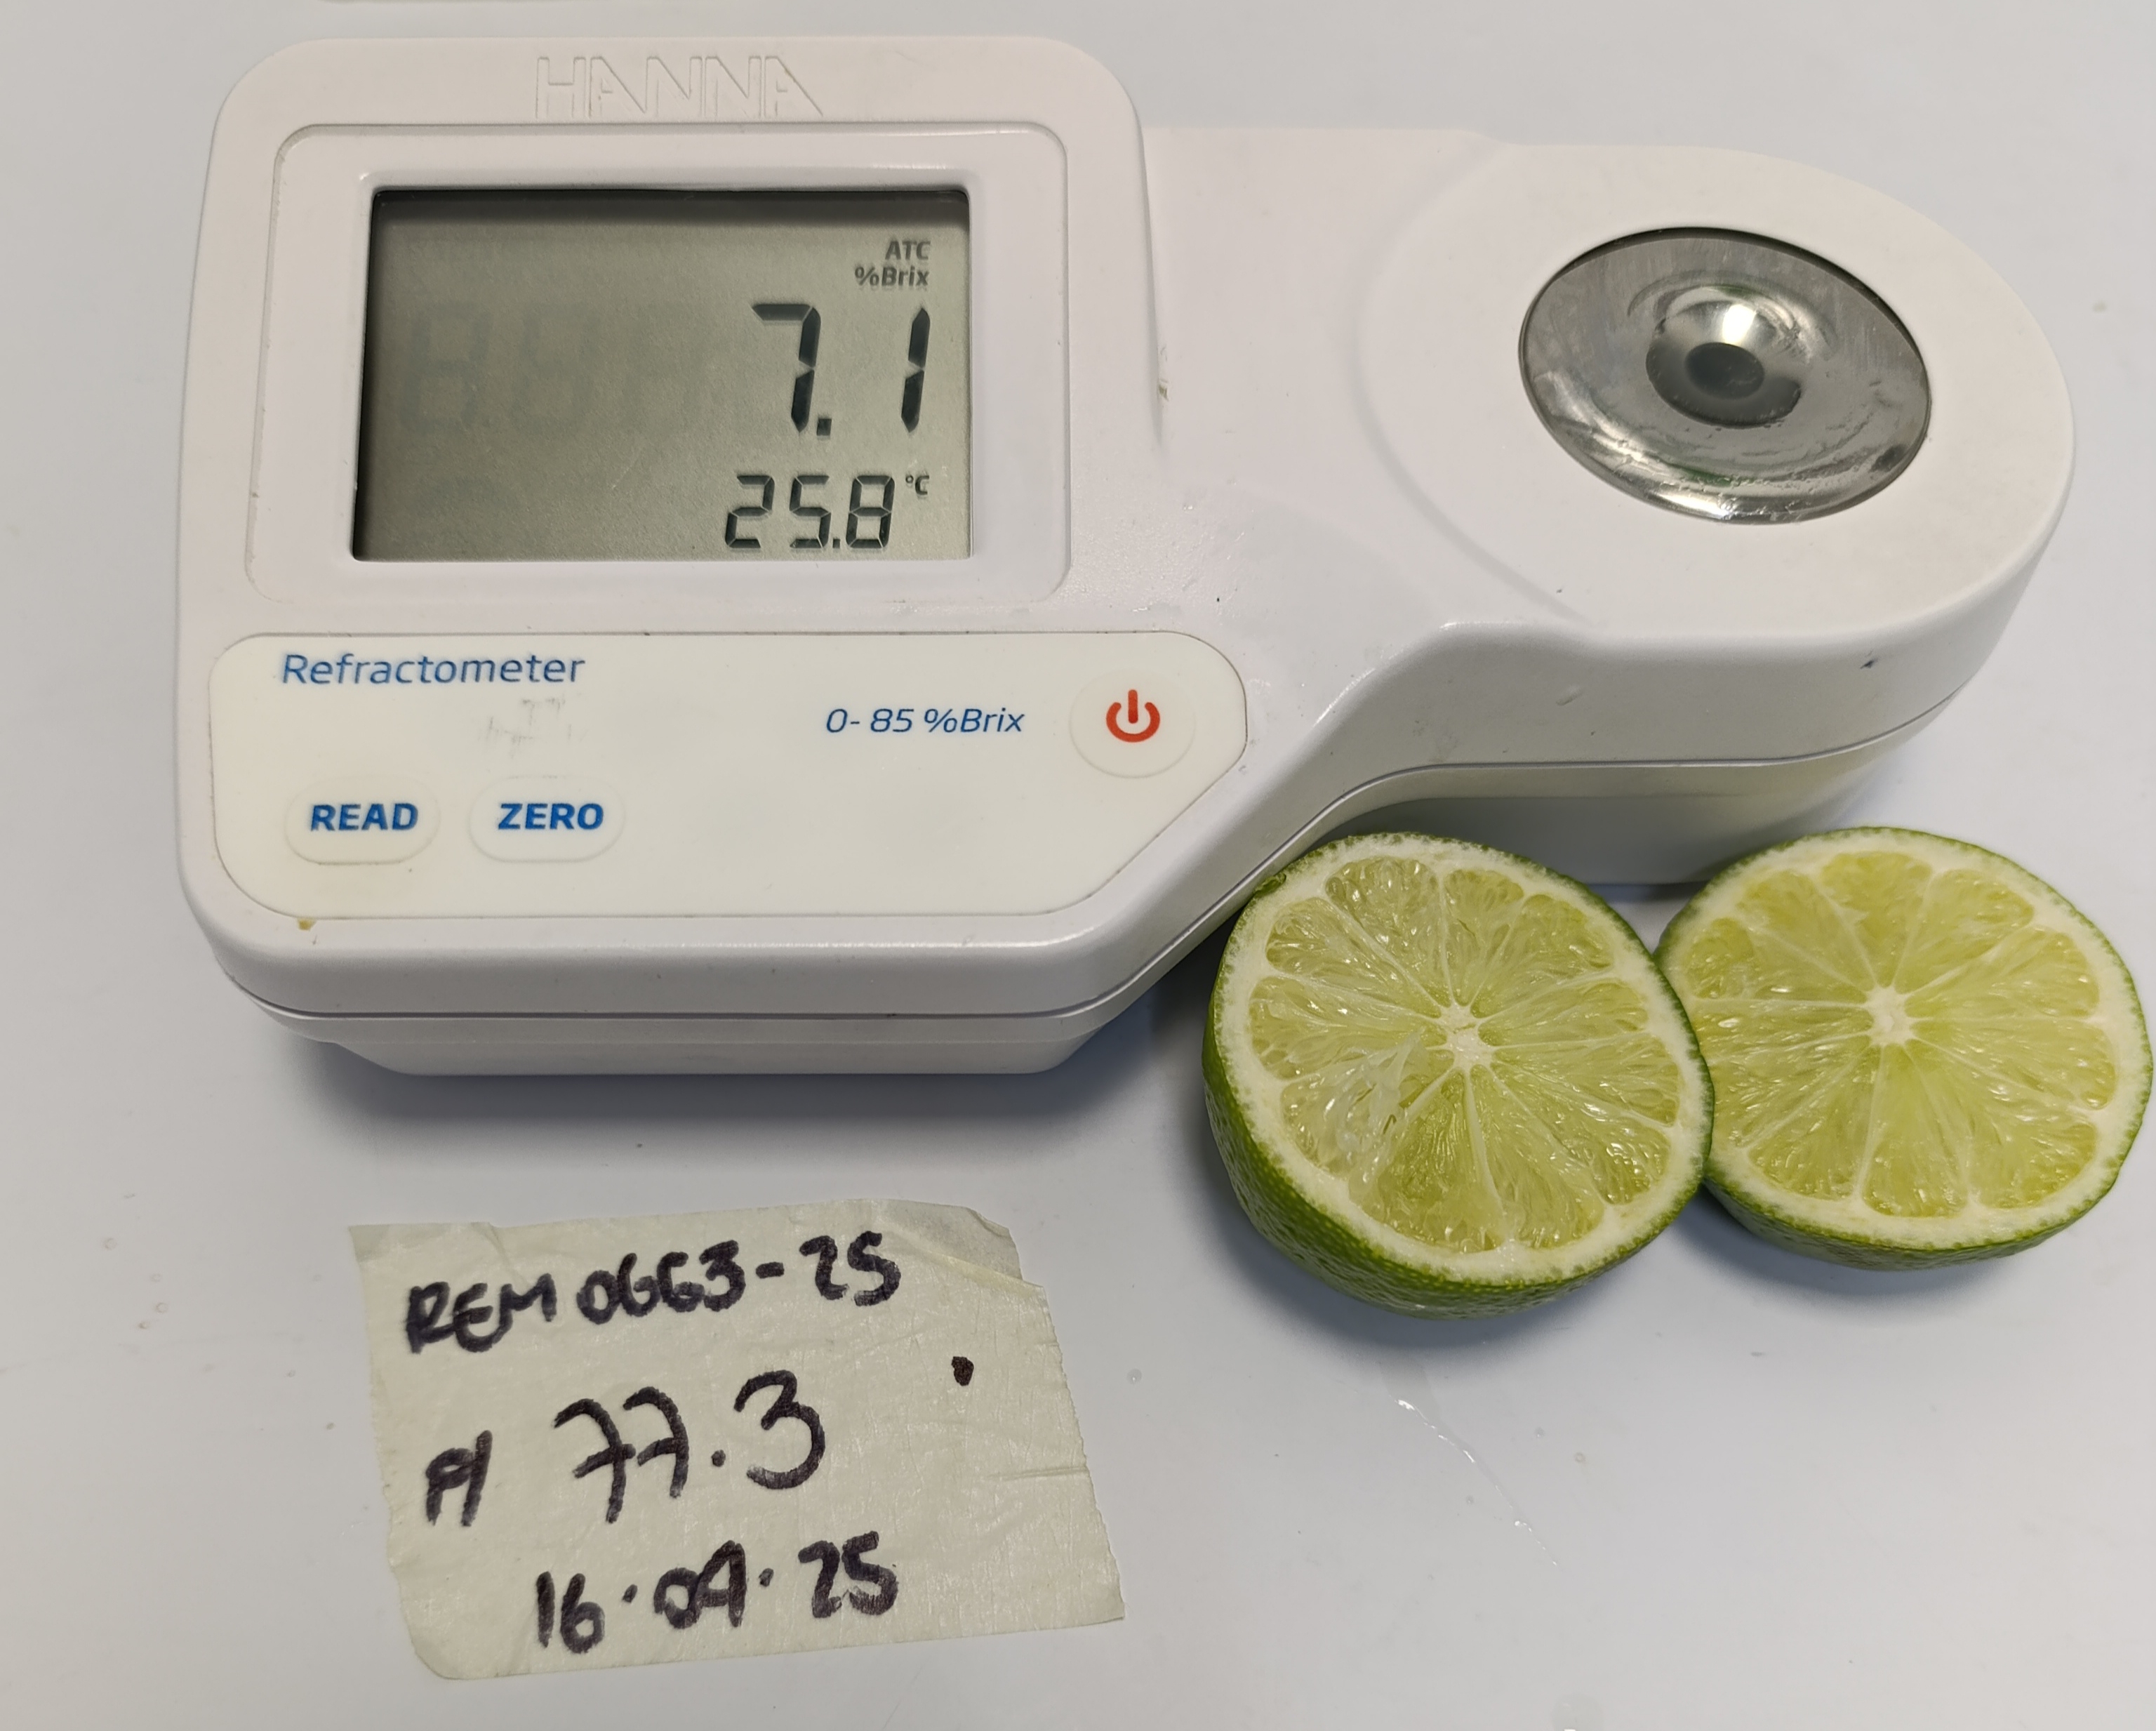 HANNA
ATC
%Brix
7.1
25.8 °C
Refractometer
0- 85 %Brix
READ ZERO
REM 0663-25
A 77.3
16.04.25